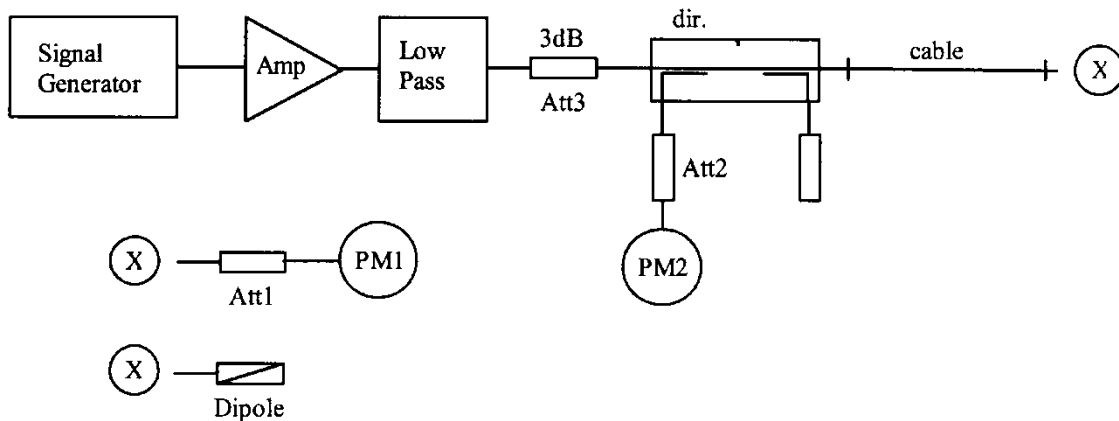 Signal
Generator
Amp
Low
Pass
3dB
Att3
dir.
cable
X
Att2
PM2
X
Att1
PM1
X
Dipole